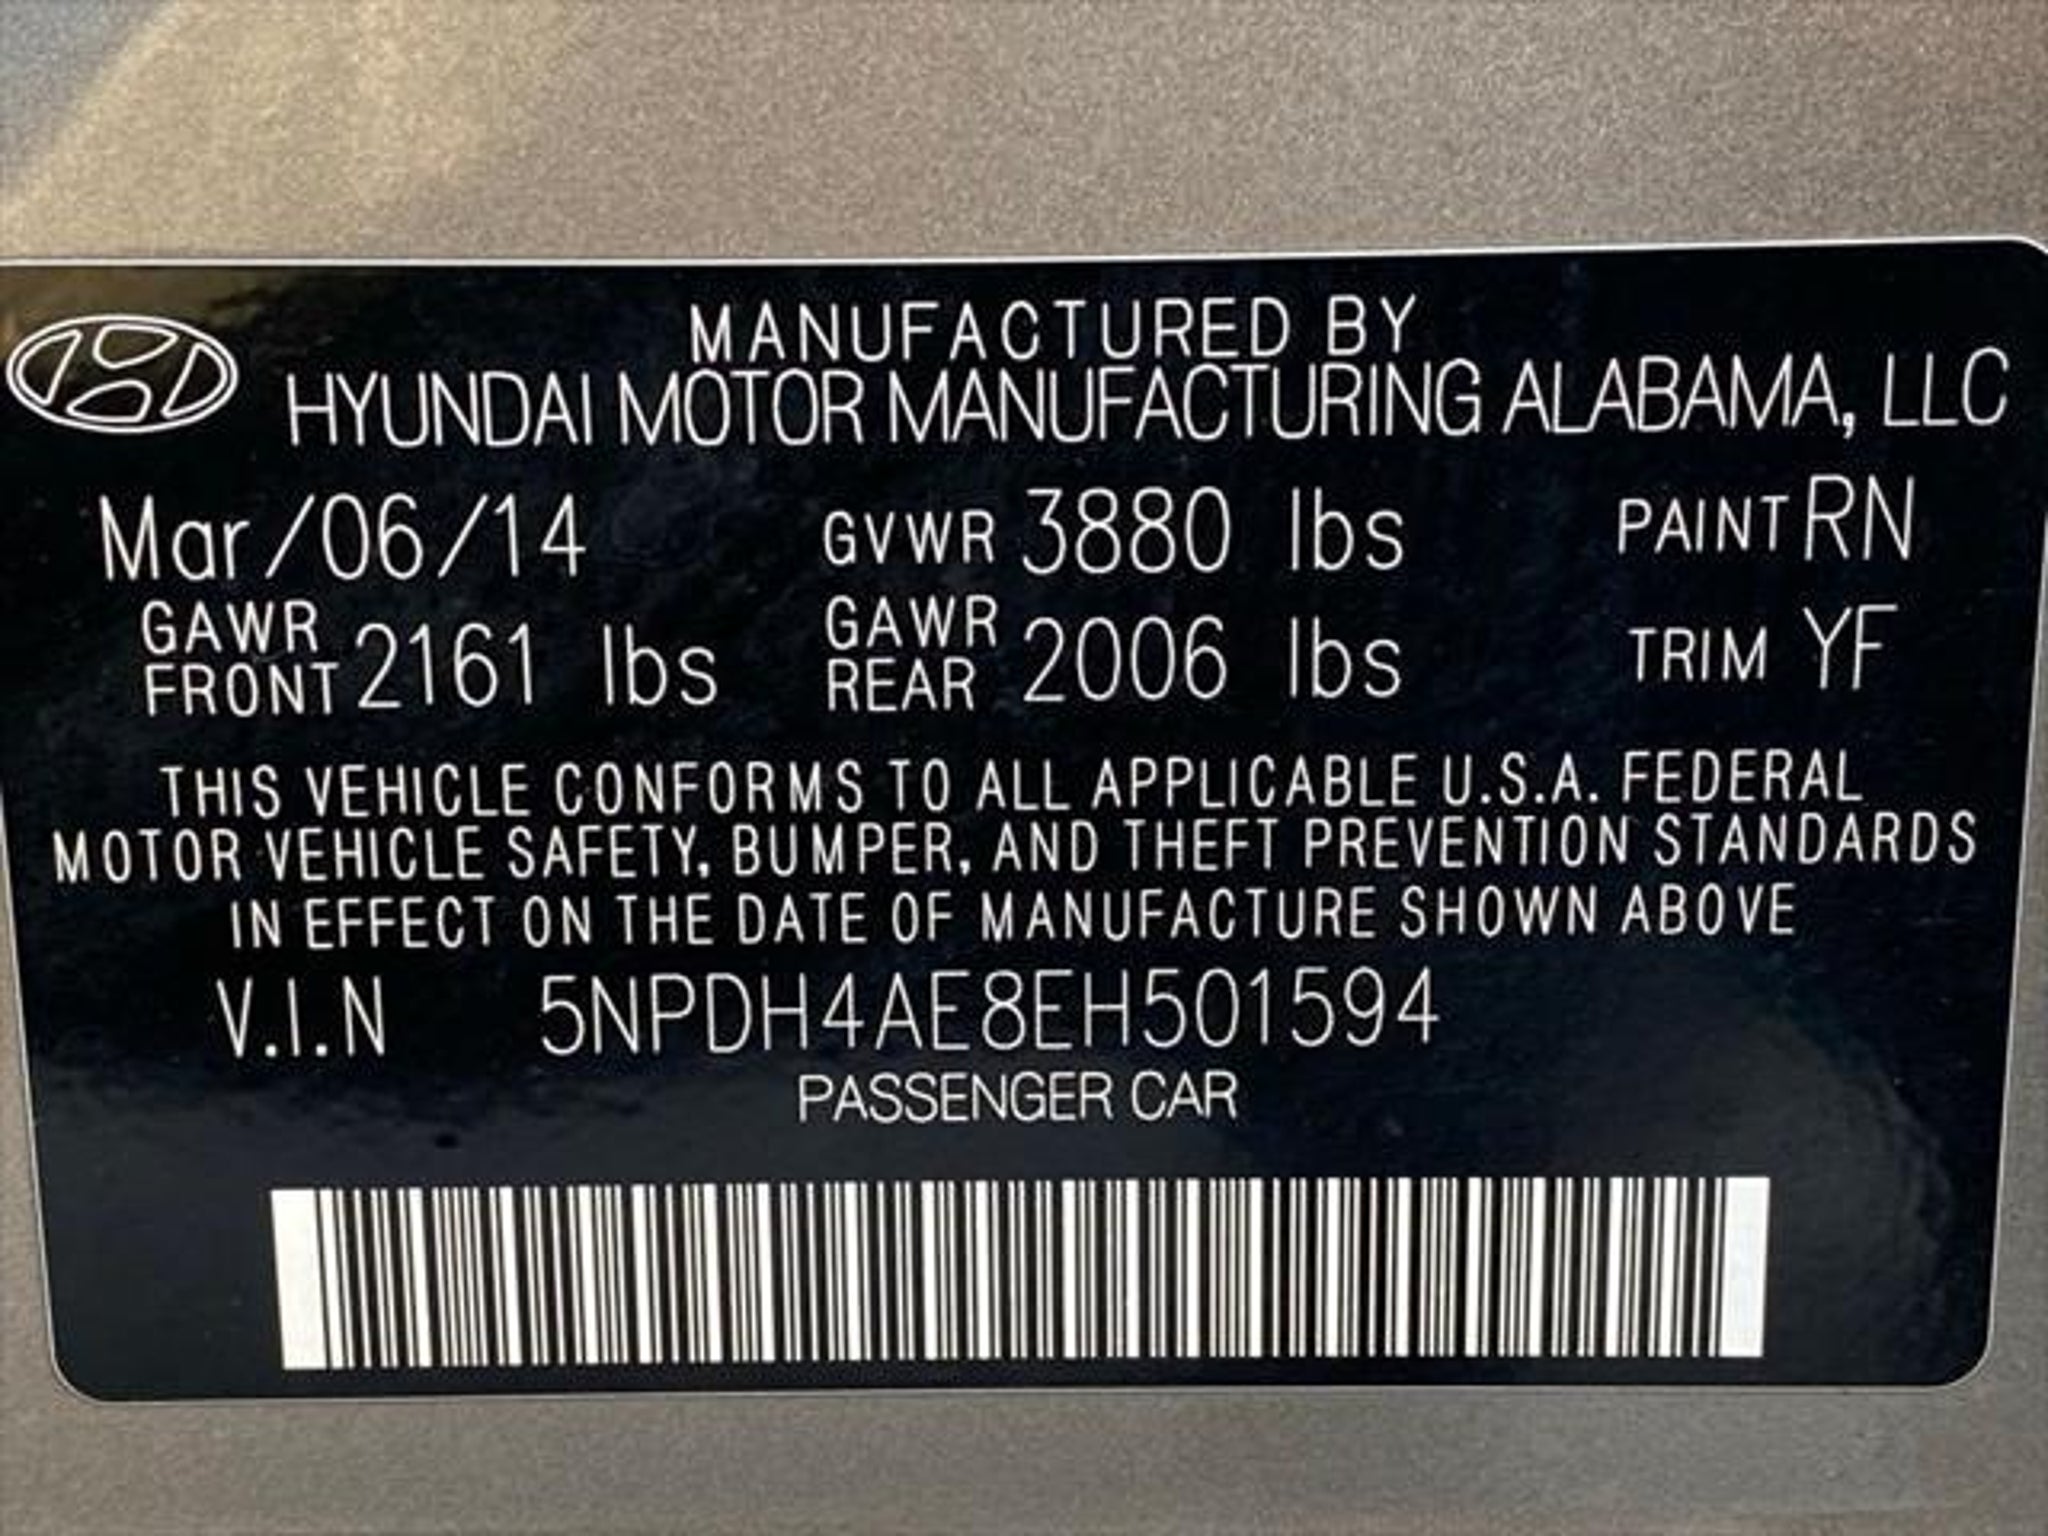 MANUFACTURED BY
HYUNDAI MOTOR MANUFACTURING ALABAMA, LLC
Mar/06/14 GVWR 3880 lbs PAINT RN
GAWR FRONT 2161 lbs GAWR REAR 2006 lbs TRIM YF
THIS VEHICLE CONFORMS TO ALL APPLICABLE U.S.A. FEDERAL
MOTOR VEHICLE SAFETY, BUMPER, AND THEFT PREVENTION STANDARDS
IN EFFECT ON THE DATE OF MANUFACTURE SHOWN ABOVE
V.I.N 5NPDH4AE8EH501594
PASSENGER CAR